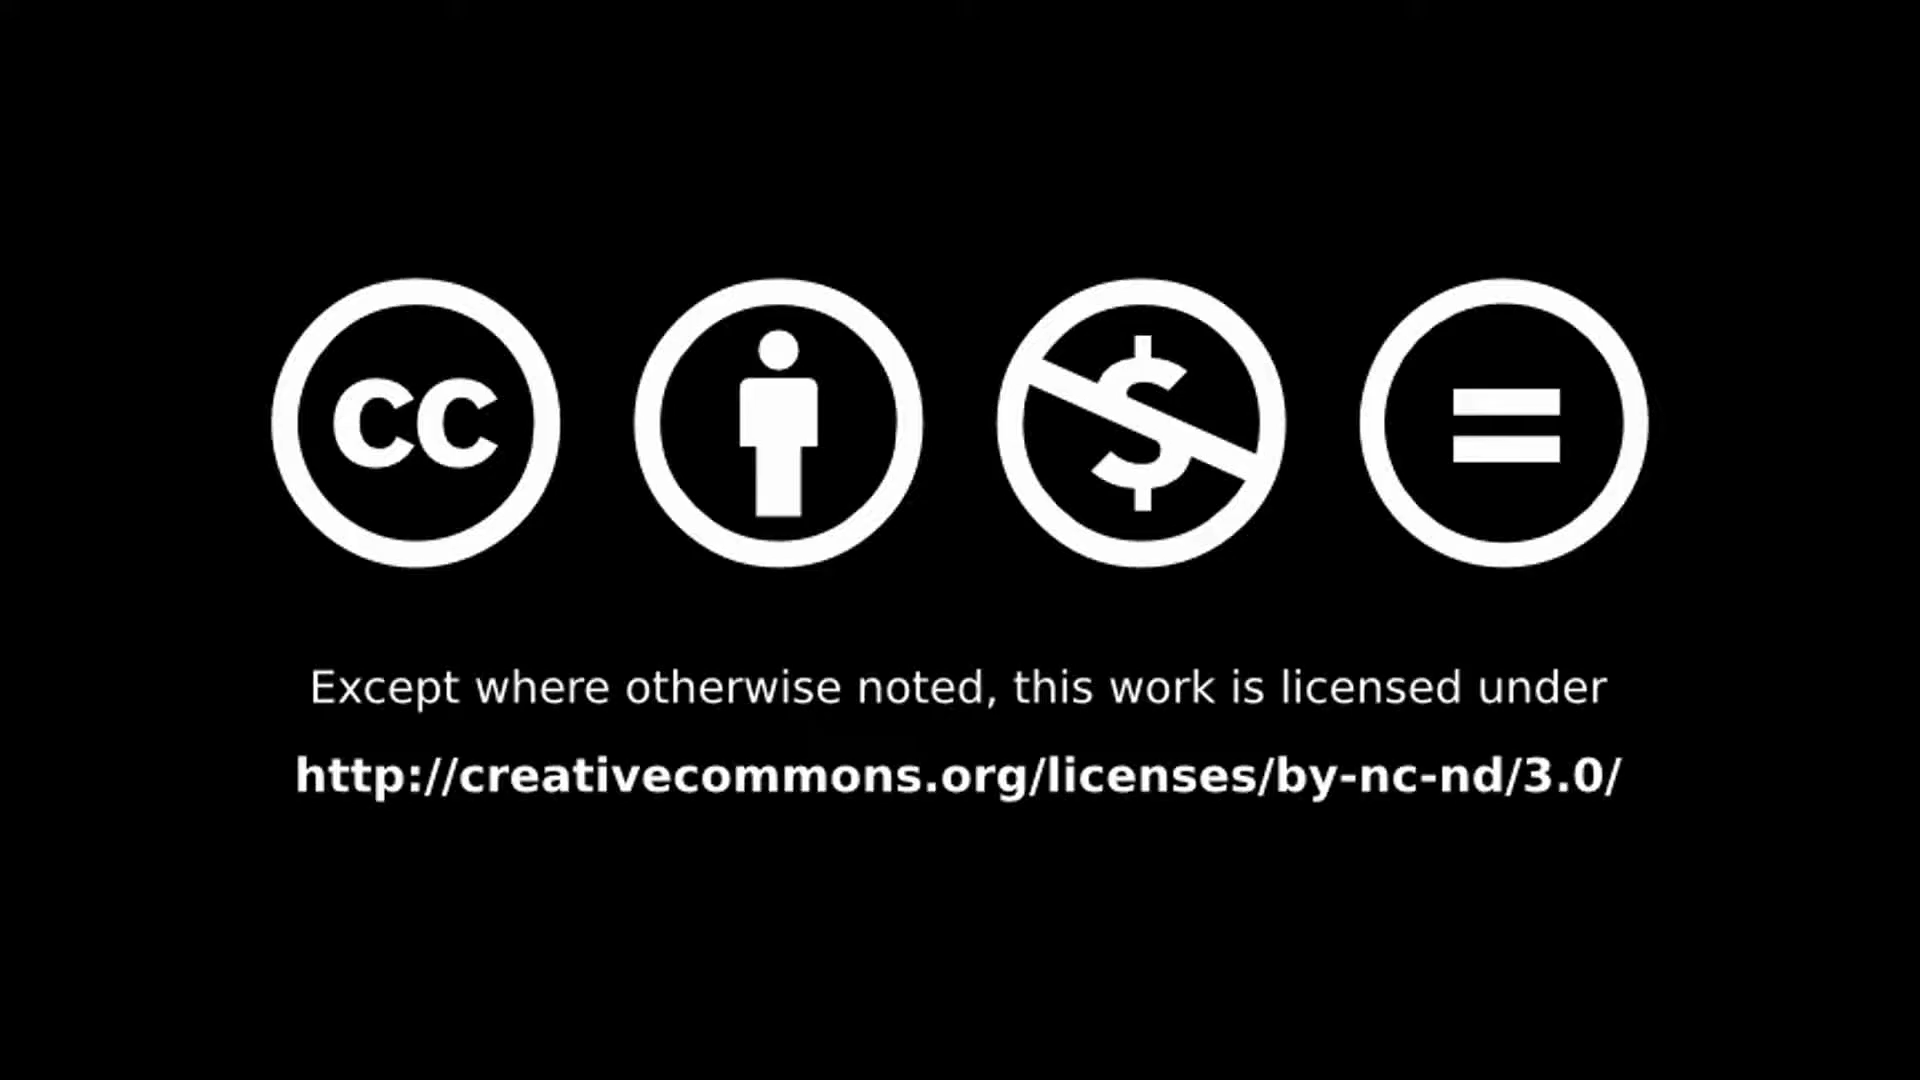 cc
$
=
Except where otherwise noted, this work is licensed under
http://creativecommons.org/licenses/by-nc-nd/3.0/